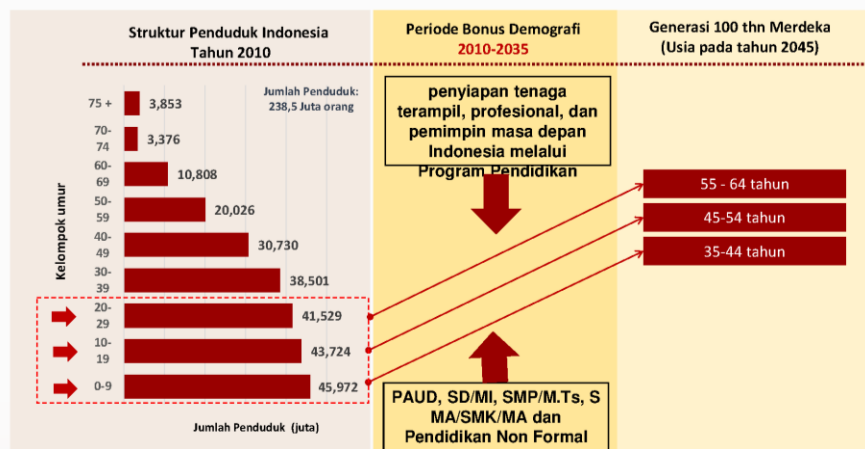 Struktur Penduduk Indonesia
Tahun 2010
Jumlah Penduduk:
238,5 Juta orang
Kelompok umur
75 +
3,853
70-
74
3,376
60-
69
10,808
50-
59
20,026
40-
49
30,730
30-
39
38,501
20-
29
41,529
10-
19
43,724
0-9
45,972
Jumlah Penduduk (juta)
Periode Bonus Demografi
2010-2035
penyiapan tenaga
terampil, profesional, dan
pemimpin masa depan
Indonesia melalui
Program Pendidikan
PAUD, SD/MI, SMP/M.Ts, S
MA/SMK/MA dan
Pendidikan Non Formal
Generasi 100 thn Merdeka
(Usia pada tahun 2045)
55 - 64 tahun
45-54 tahun
35-44 tahun